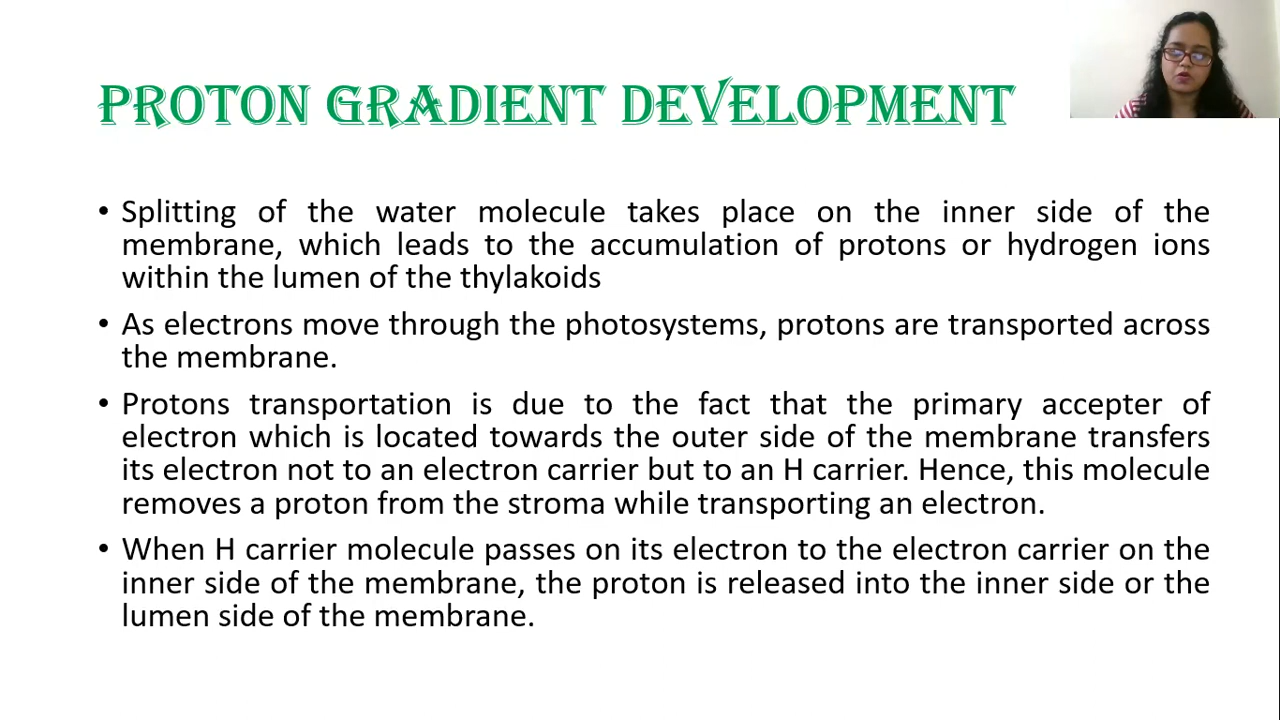 PROTON GRADIENT DEVELOPMENT
• Splitting of the water molecule takes place on the inner side of the
membrane, which leads to the accumulation of protons or hydrogen ions
within the lumen of the thylakoids
• As electrons move through the photosystems, protons are transported across
the membrane.
• Protons transportation is due to the fact that the primary accepter of
electron which is located towards the outer side of the membrane transfers
its electron not to an electron carrier but to an H carrier. Hence, this molecule
removes a proton from the stroma while transporting an electron.
• When H carrier molecule passes on its electron to the electron carrier on the
inner side of the membrane, the proton is released into the inner side or the
lumen side of the membrane.